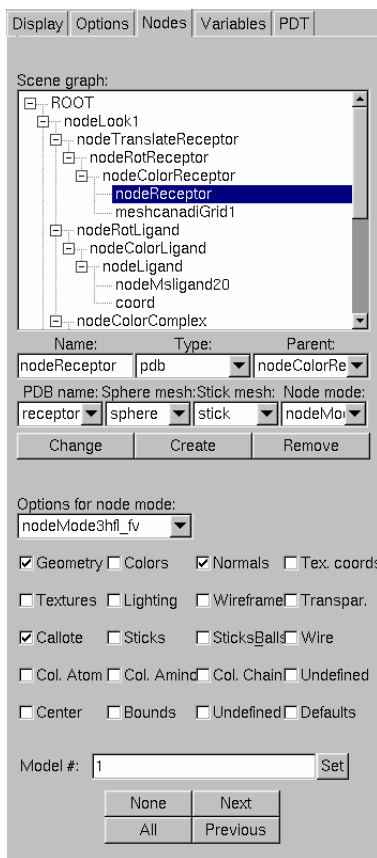 Display Options Nodes Variables PDT
Scene graph:
ROOT
nodeLook1
nodeTranslateReceptor
nodeRotReceptor
nodeColorReceptor
nodeReceptor
meshcanadiGrid1
nodeRotLigand
nodeColorLigand
nodeLigand
nodeMsligand20
coord
nodeColorComplex
Name: Type: Parent:
nodeReceptor pdb nodeColorRe
PDB name: Sphere mesh: Stick mesh: Node mode:
receptor sphere stick nodeMo
Change Create Remove
Options for node mode:
nodeMode3hfl_fv
Geometry Colors Normals Tex. coords
Textures Lighting Wireframe Transpar.
Callote Sticks SticksBalls Wire
Col. Atom Col. Amino Col. Chain Undefined
Center Bounds Undefined Defaults
Model #: 1 Set
None Next
All Previous